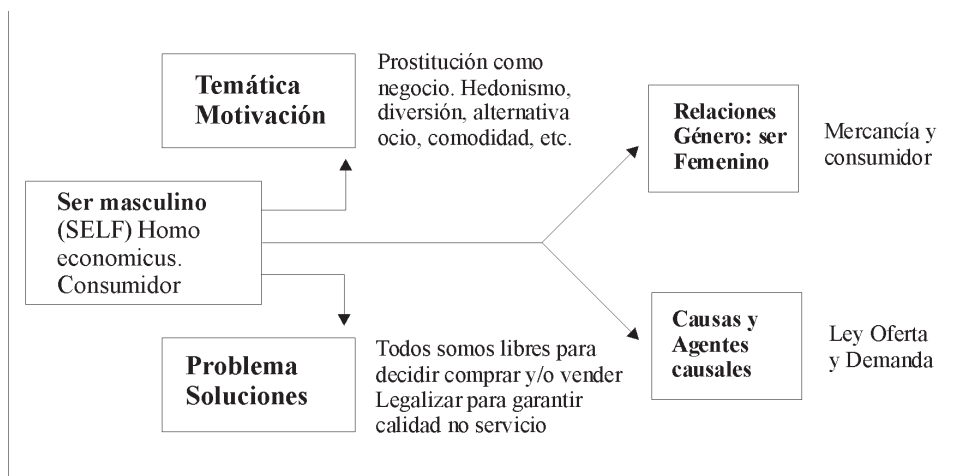 Temática
Motivación
Prostitución como
negocio. Hedonismo,
diversión, alternativa
ocio, comodidad, etc.
Relaciones
Género: ser
Femenino
Mercancía y
consumidor
Ser masculino
(SELF) Homo
economicus.
Consumidor
Causas y
Agentes
causales
Ley Oferta
y Demanda
Problema
Soluciones
Todos somos libres para
decidir comprar y/o vender
Legalizar para garantir
calidad no servicio